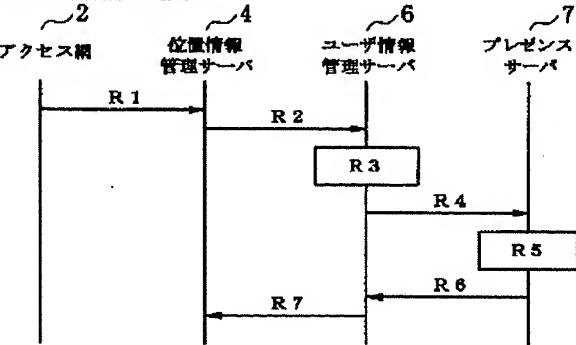 2
4
6
7
アクセス網
位置情報
管理サーバ
ユーザ情報
管理サーバ
プレゼンス
サーバ
R1
R2
R3
R4
R5
R6
R7